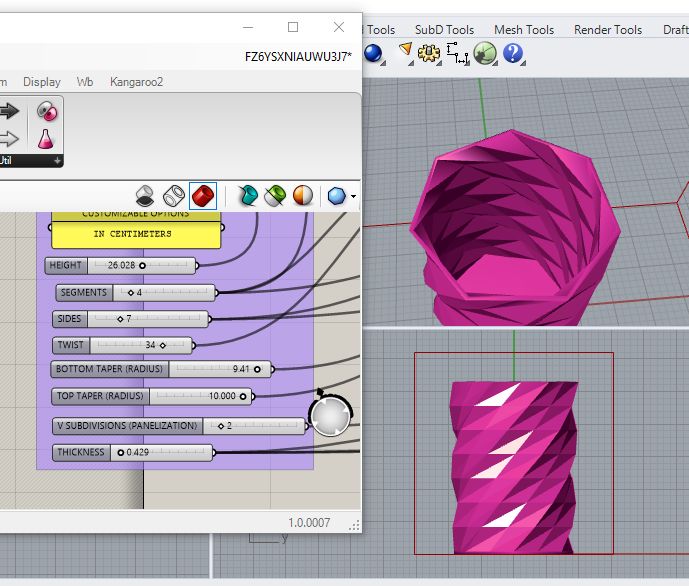 Tools SubD Tools Mesh Tools Render Tools Draft
FZ6YSXNIAUWU3J7*
m Display Wb Kangaroo2
Util
CUSTOMIZABLE OPTIONS
IN CENTIMETERS
HEIGHT 26.028
SEGMENTS 4
SIDES 7
TWIST 34
BOTTOM TAPER (RADIUS) 9.41
TOP TAPER (RADIUS) 10.000
V SUBDIVISIONS (PANELIZATION) 2
THICKNESS 0.429
1.0.0007
y